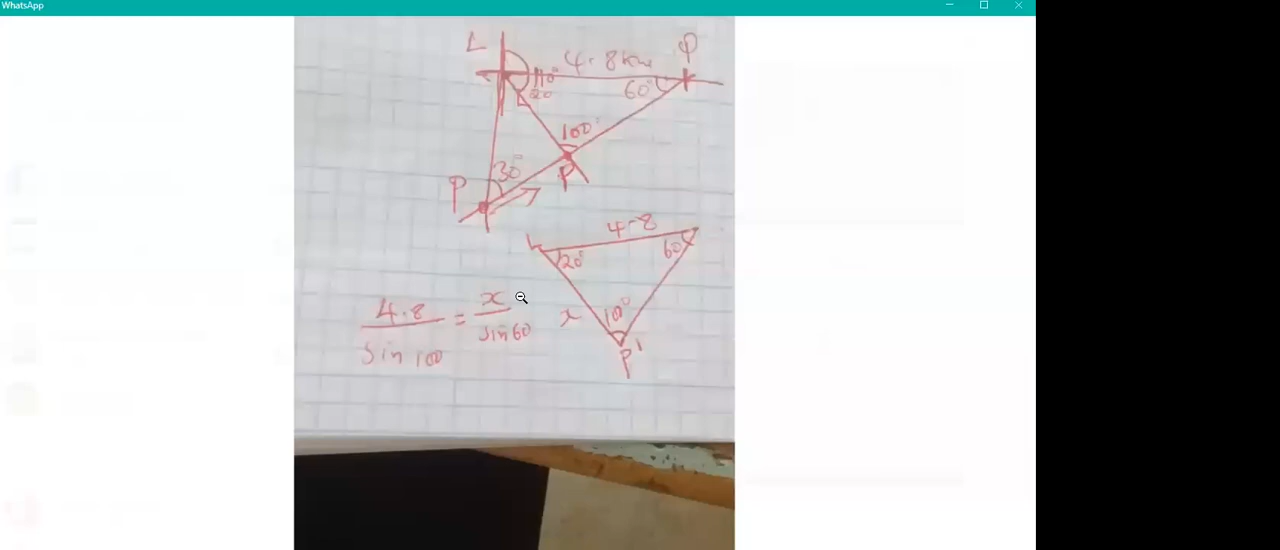 WhatsApp
L
4.8km
P
110°
20°
60°
100°
P
30°
P
4.8
L
20°
60
4.8 = x
sin 100 sin 60
x
100°
P'